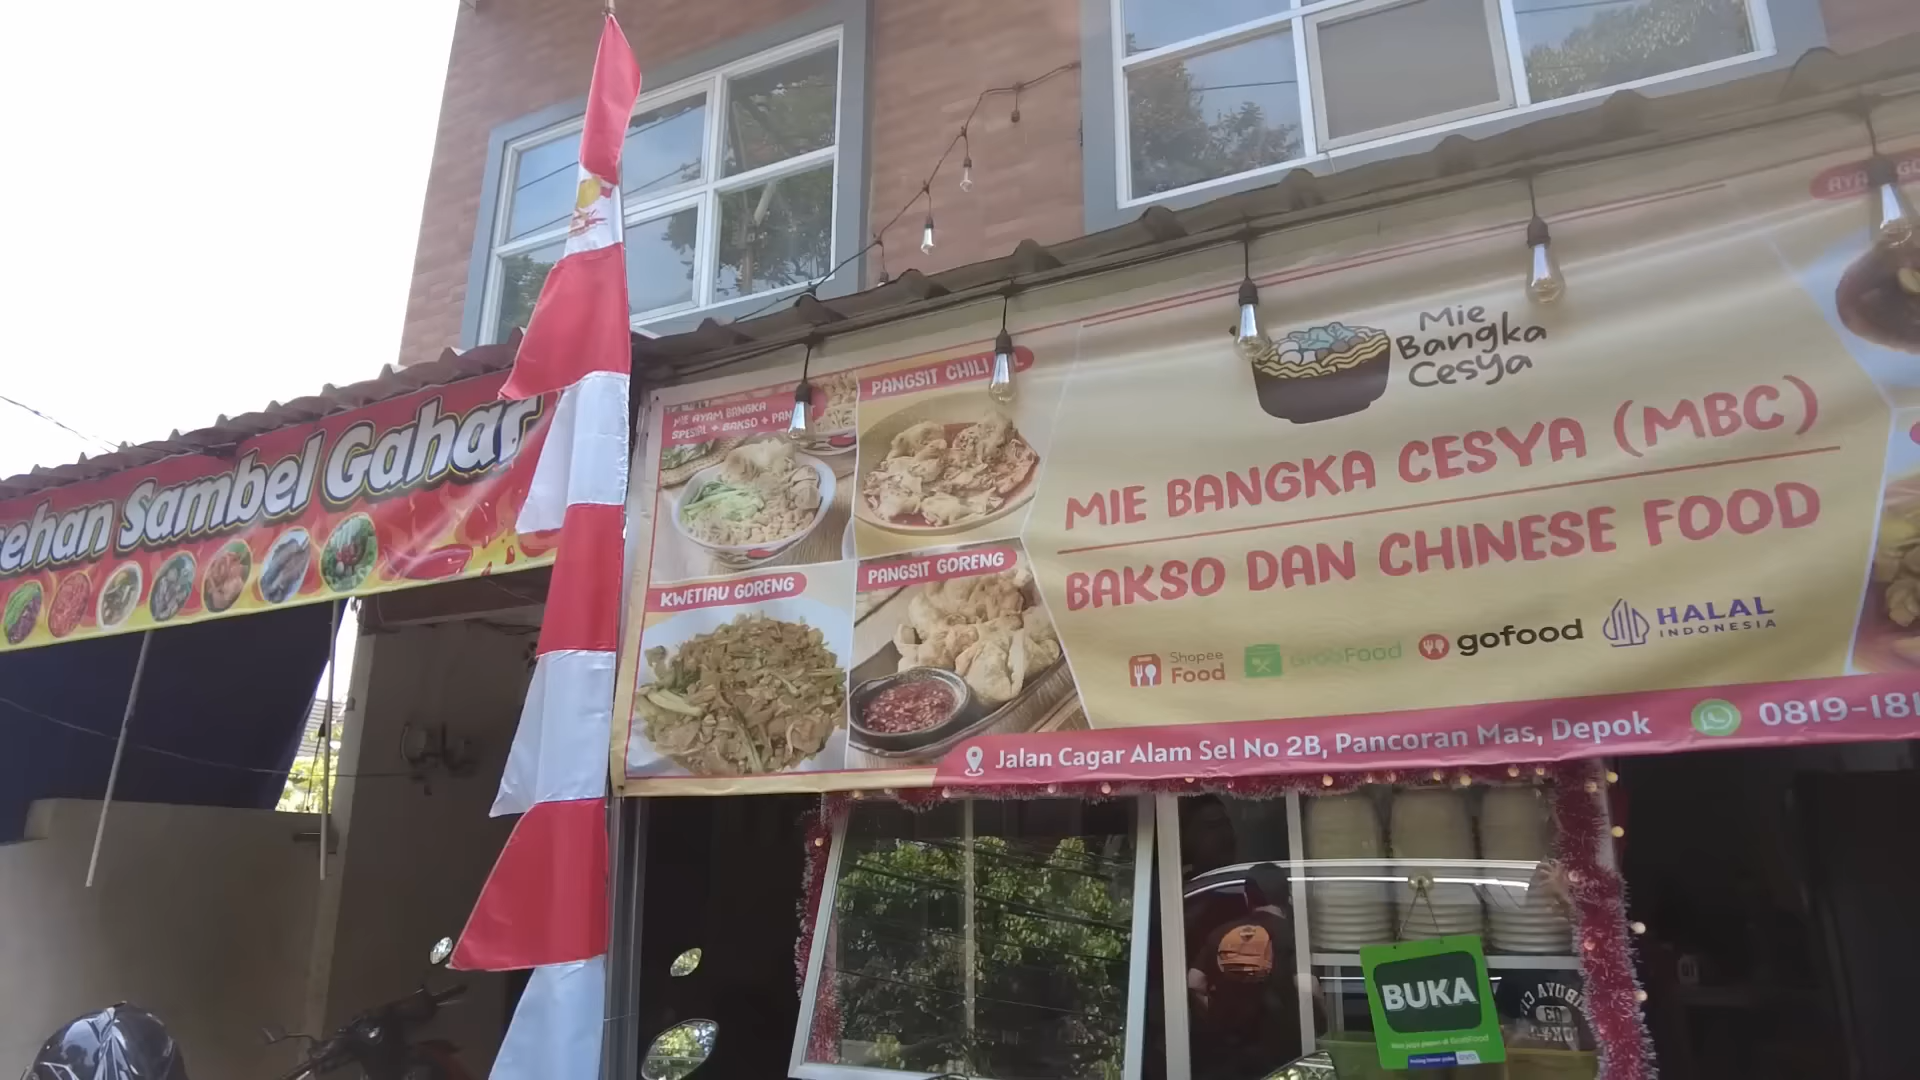 Sambel Gahar
MIE AYAM BANGKA
SPESIAL + BAKSO +
PANGSIT CHILI
KWETIAU GORENG
PANGSIT GORENG
Mie
Bangka
Cesya
MIE BANGKA CESYA (MBC)
BAKSO DAN CHINESE FOOD
Shopee
Food
GrabFood
gofood
HALAL
INDONESIA
Jalan Cagar Alam Sel No 2B, Pancoran Mas, Depok
0819-181
BUKA